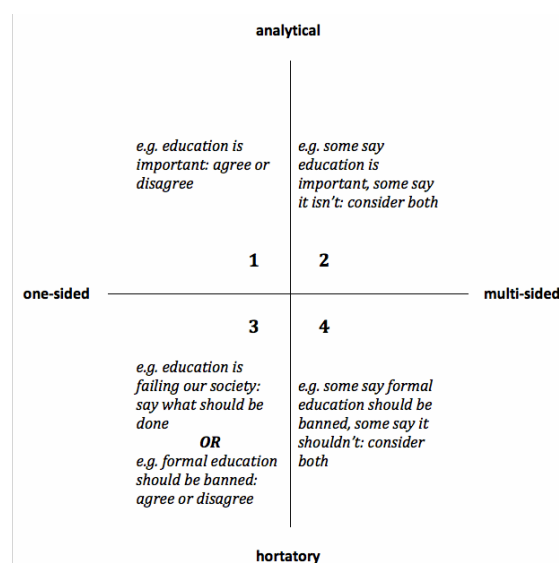 analytical
e.g. education is
important: agree or
disagree
e.g. some say
education is
important, some say
it isn't: consider both
1
2
one-sided
multi-sided
3
4
e.g. education is
failing our society:
say what should be
done
OR
e.g. formal education
should be banned:
agree or disagree
e.g. some say formal
education should be
banned, some say it
shouldn't: consider
both
hortatory